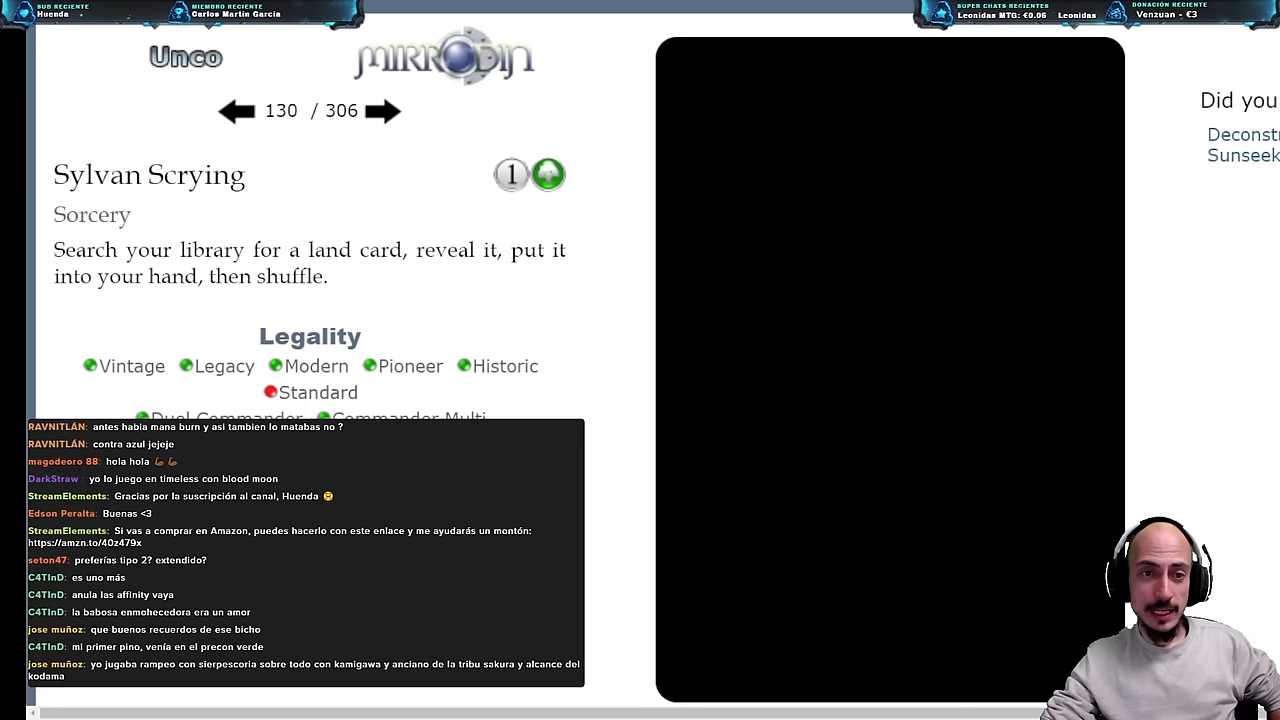 SUB RECIENTE
Huenda
MIEMBRO RECIENTE
Carlos Martin Garcia
SUPER CHATS RECIENTES
Leonidas MTG: €0.06 Leonidas
DONACIÓN RECIENTE
Venzuan - €3
Unco
MIRRODIN
130 / 306
Did you
Sylvan Scrying
1
Sorcery
Search your library for a land card, reveal it, put it
into your hand, then shuffle.
Legality
Vintage Legacy Modern Pioneer Historic
Standard
Duel Commander Commander Multi
RAVNITLÁN: antes habla mana burn y asi tambien lo matabas no ?
RAVNITLÁN: contra azul jejeje
magodeoro 88: hola hola 💪🏾 💪🏾
DarkStraw : yo lo juego en timeless con blood moon
StreamElements: Gracias por la suscripción al canal, Huenda 🤗
Edson Peralta: Buenas <3
StreamElements: Si vas a comprar en Amazon, puedes hacerlo con este enlace y me ayudarás un montón:
https://amzn.to/40z479x
seton47: preferías tipo 2? extendido?
C4TInD: es uno más
C4TInD: anula las affinity vaya
C4TInD: la babosa enmohecedora era un amor
jose muñoz: que buenos recuerdos de ese bicho
C4TInD: mi primer pino, venía en el precon verde
jose muñoz: yo jugaba rampeo con sierpescoria sobre todo con kamigawa y anciano de la tribu sakura y alcance del
kodama